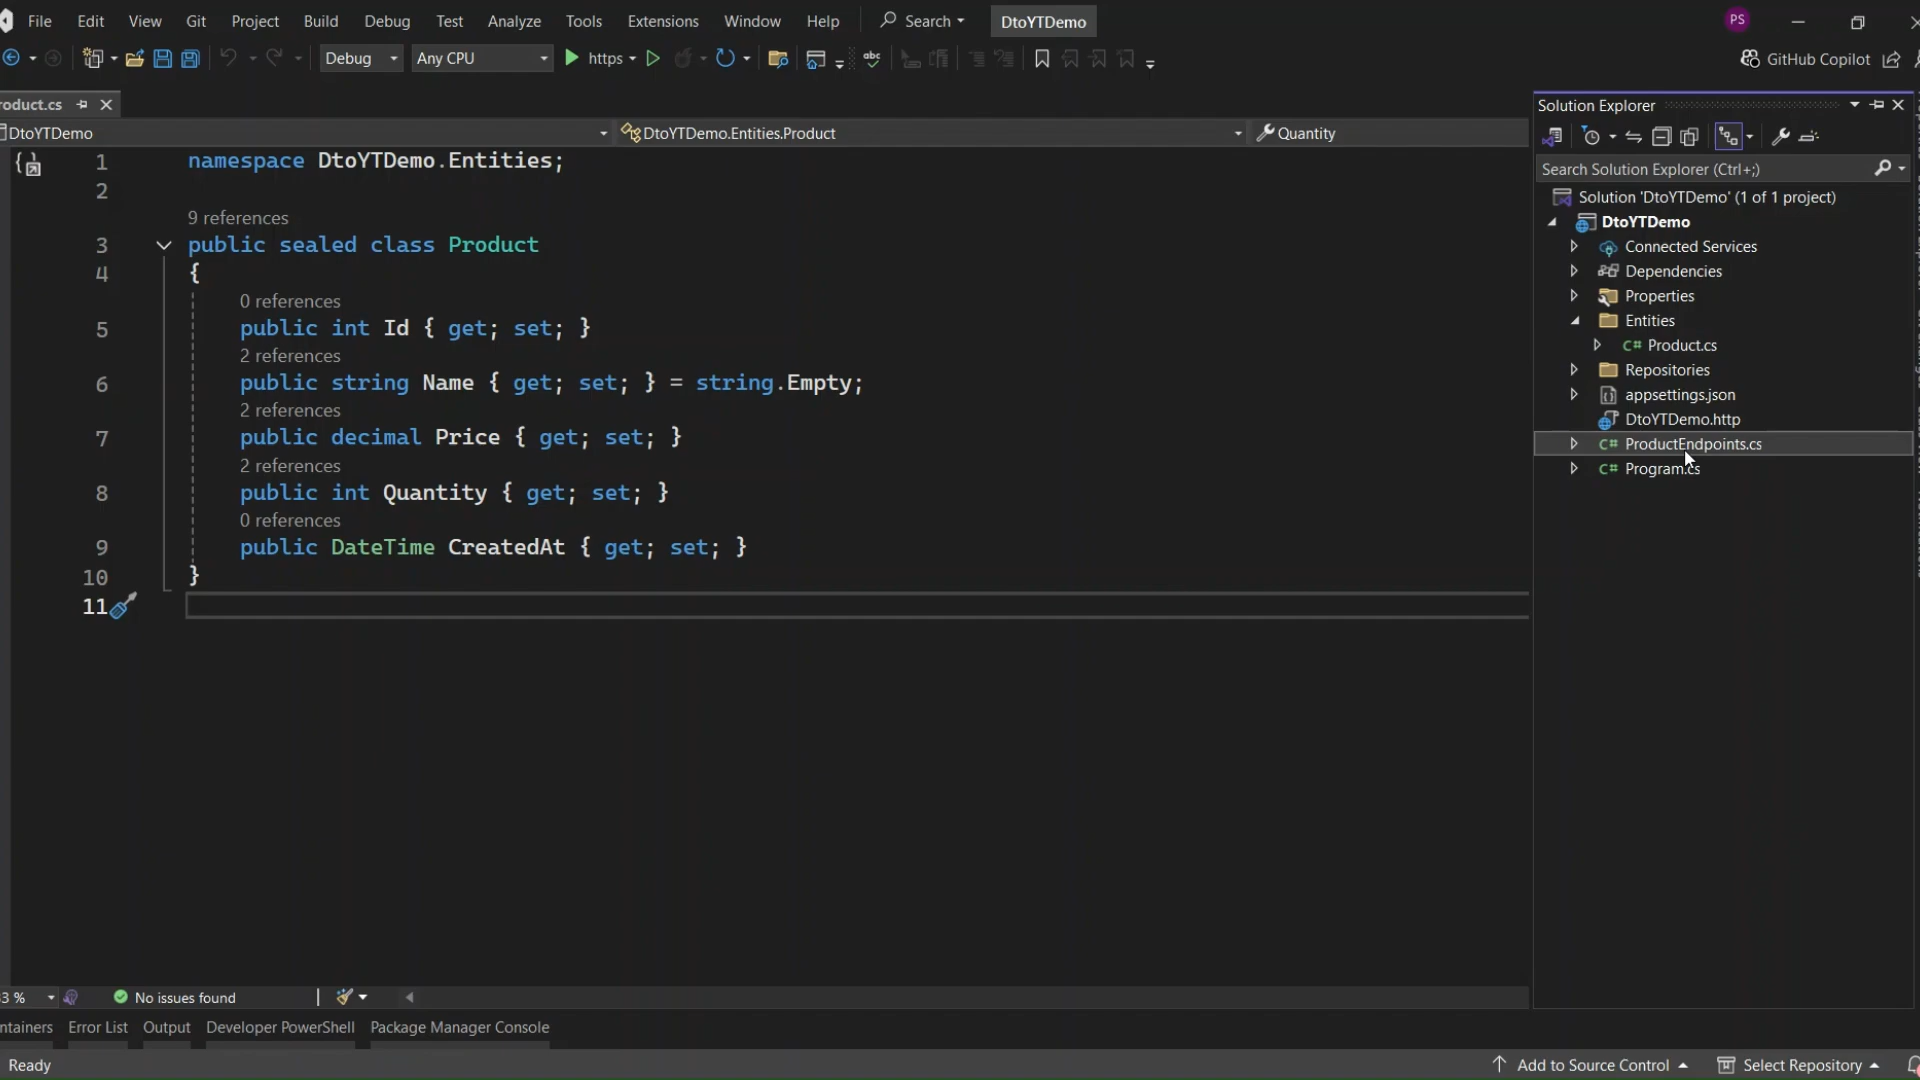 File Edit View Git Project Build Debug Test Analyze Tools Extensions Window Help Search DtoYTDemo PS
Debug Any CPU https GitHub Copilot
oduct.cs
DtoYTDemo DtoYTDemo.Entities.Product Quantity
1 namespace DtoYTDemo.Entities;
2
9 references
3 public sealed class Product
4 {
0 references
5 public int Id { get; set; }
2 references
6 public string Name { get; set; } = string.Empty;
2 references
7 public decimal Price { get; set; }
2 references
8 public int Quantity { get; set; }
0 references
9 public DateTime CreatedAt { get; set; }
10 }
11
3 % No issues found
ntainers Error List Output Developer PowerShell Package Manager Console
Ready Add to Source Control Select Repository
Solution Explorer
Search Solution Explorer (Ctrl+;)
Solution 'DtoYTDemo' (1 of 1 project)
DtoYTDemo
Connected Services
Dependencies
Properties
Entities
C# Product.cs
Repositories
appsettings.json
DtoYTDemo.http
C# ProductEndpoints.cs
C# Program.cs